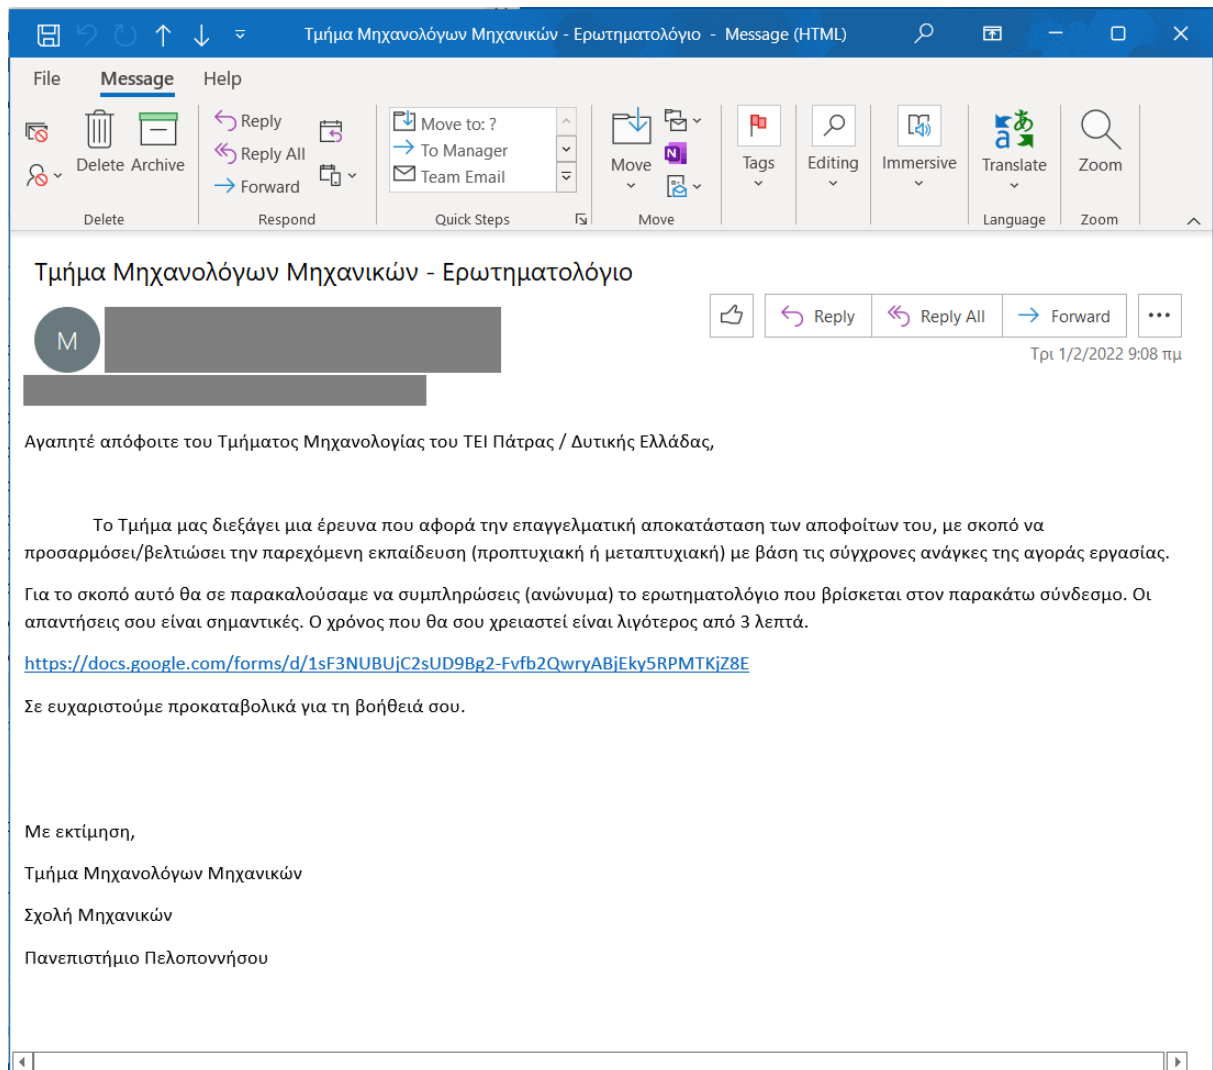 Τμήμα Μηχανολόγων Μηχανικών - Ερωτηματολόγιο - Message (HTML)
File Message Help
Delete Archive
Reply
Reply All
Forward
Move to: ?
To Manager
Team Email
Move
Tags
Editing
Immersive
Translate
Zoom
Delete Respond Quick Steps Move Language Zoom
Τμήμα Μηχανολόγων Μηχανικών - Ερωτηματολόγιο
M
Reply Reply All Forward
Τρι 1/2/2022 9:08 πμ
Αγαπητέ απόφοιτε του Τμήματος Μηχανολογίας του ΤΕΙ Πάτρας / Δυτικής Ελλάδας,
Το Τμήμα μας διεξάγει μια έρευνα που αφορά την επαγγελματική αποκατάσταση των αποφοίτων του, με σκοπό να
προσαρμόσει/βελτιώσει την παρεχόμενη εκπαίδευση (προπτυχιακή ή μεταπτυχιακή) με βάση τις σύγχρονες ανάγκες της αγοράς εργασίας.
Για το σκοπό αυτό θα σε παρακαλούσαμε να συμπληρώσεις (ανώνυμα) το ερωτηματολόγιο που βρίσκεται στον παρακάτω σύνδεσμο. Οι
απαντήσεις σου είναι σημαντικές. Ο χρόνος που θα σου χρειαστεί είναι λιγότερος από 3 λεπτά.
https://docs.google.com/forms/d/1sF3NUBUjC2sUD9Bg2-Fvfb2QwryABjEky5RPMTKjZ8E
Σε ευχαριστούμε προκαταβολικά για τη βοήθειά σου.
Με εκτίμηση,
Τμήμα Μηχανολόγων Μηχανικών
Σχολή Μηχανικών
Πανεπιστήμιο Πελοποννήσου